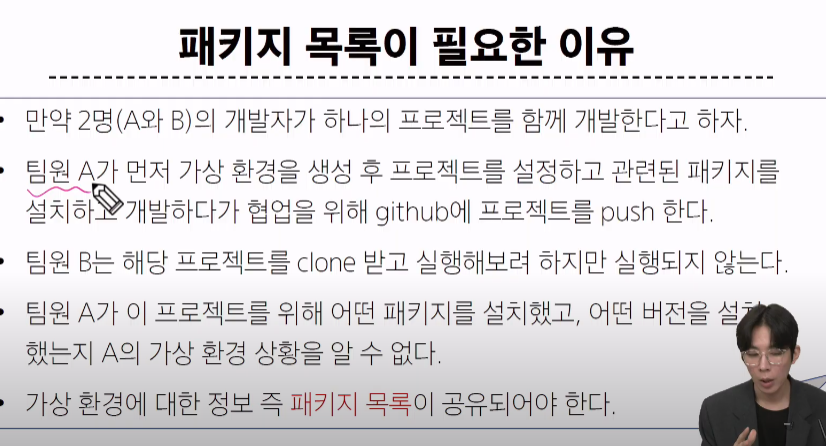 패키지 목록이 필요한 이유
• 만약 2명(A와 B)의 개발자가 하나의 프로젝트를 함께 개발한다고 하자.
• 팀원 A가 먼저 가상 환경을 생성 후 프로젝트를 설정하고 관련된 패키지를
설치하고 개발하다가 협업을 위해 github에 프로젝트를 push 한다.
• 팀원 B는 해당 프로젝트를 clone 받고 실행해보려 하지만 실행되지 않는다.
• 팀원 A가 이 프로젝트를 위해 어떤 패키지를 설치했고, 어떤 버전을
했는지 A의 가상 환경 상황을 알 수 없다.
• 가상 환경에 대한 정보 즉 패키지 목록이 공유되어야 한다.